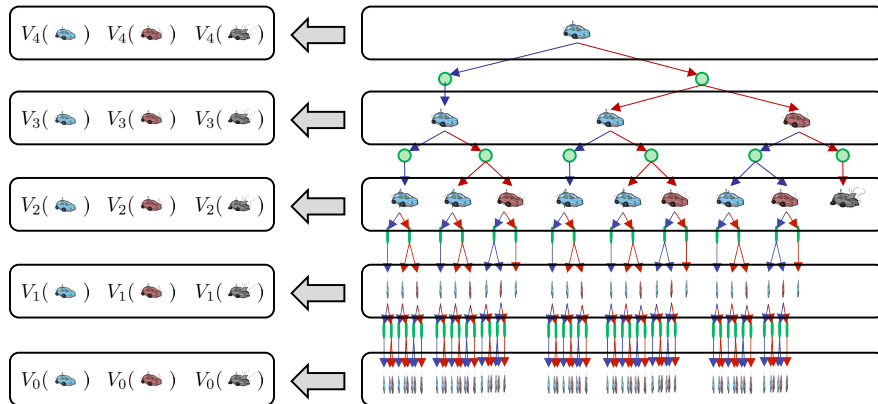 V₄( ) V₄( ) V₄( )
V₃( ) V₃( ) V₃( )
V₂( ) V₂( ) V₂( )
V₁( ) V₁( ) V₁( )
V₀( ) V₀( ) V₀( )